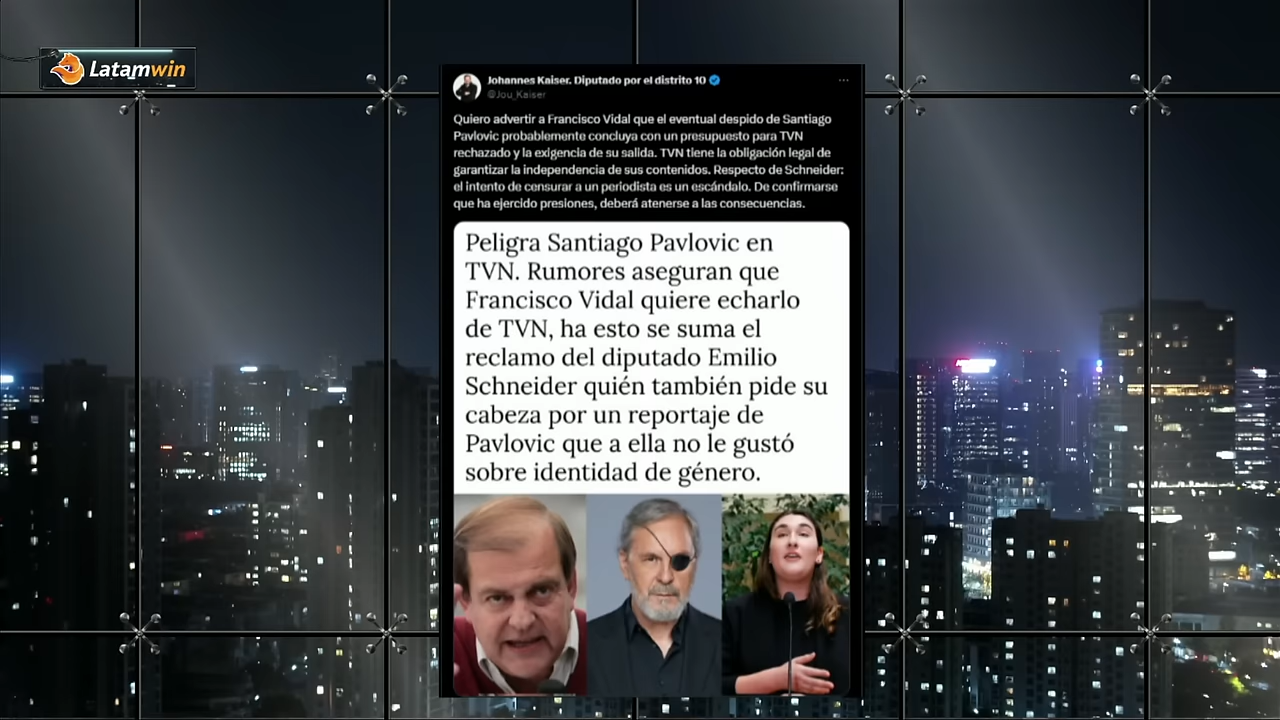 Latamwin
Johannes Kaiser. Diputado por el distrito 10
@Jou_Kaiser
Quiero advertir a Francisco Vidal que el eventual despido de Santiago
Pavlovic probablemente concluya con un presupuesto para TVN
rechazado y la exigencia de su salida. TVN tiene la obligación legal de
garantizar la independencia de sus contenidos. Respecto de Schneider:
el intento de censurar a un periodista es un escándalo. De confirmarse
que ha ejercido presiones, deberá atenerse a las consecuencias.
Peligra Santiago Pavlovic en
TVN. Rumores aseguran que
Francisco Vidal quiere echarlo
de TVN, ha esto se suma el
reclamo del diputado Emilio
Schneider quién también pide su
cabeza por un reportaje de
Pavlovic que a ella no le gustó
sobre identidad de género.